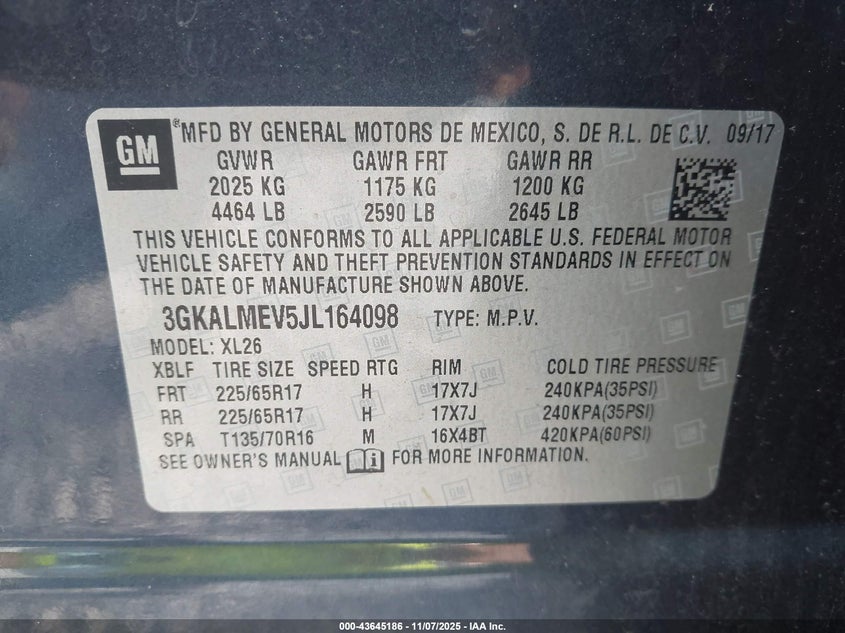 GM ® MFD BY GENERAL MOTORS DE MEXICO, S. DE R.L. DE C.V. 09/17
GVWR GAWR FRT GAWR RR
2025 KG 1175 KG 1200 KG
4464 LB 2590 LB 2645 LB
THIS VEHICLE CONFORMS TO ALL APPLICABLE U.S. FEDERAL MOTOR
VEHICLE SAFETY AND THEFT PREVENTION STANDARDS IN EFFECT ON
THE DATE OF MANUFACTURE SHOWN ABOVE.
3GKALMEV5JL164098 TYPE: M.P.V.
MODEL: XL26
XBLF TIRE SIZE SPEED RTG RIM COLD TIRE PRESSURE
FRT 225/65R17 H 17X7J 240KPA(35PSI)
RR 225/65R17 H 17X7J 240KPA(35PSI)
SPA T135/70R16 M 16X4BT 420KPA(60PSI)
SEE OWNER'S MANUAL FOR MORE INFORMATION.
000-43645186 - 11/07/2025 - IAA Inc.